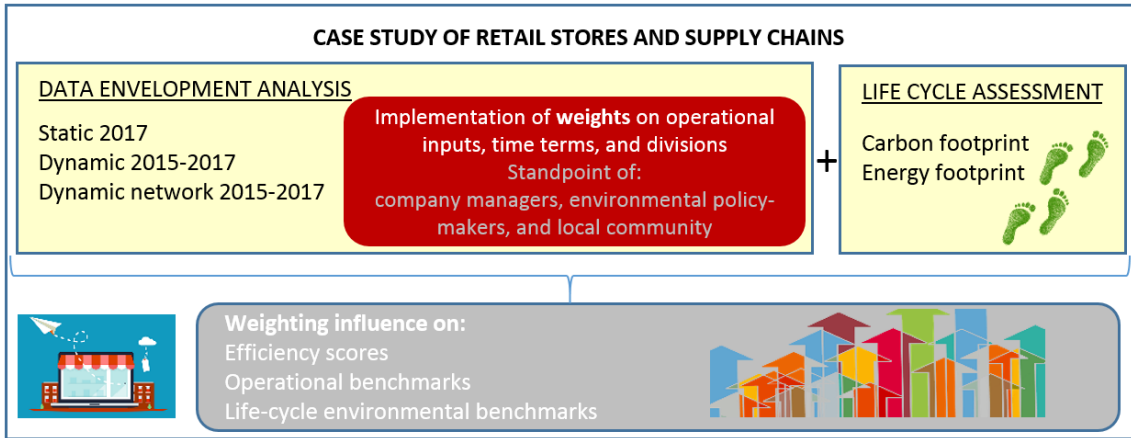 CASE STUDY OF RETAIL STORES AND SUPPLY CHAINS
DATA ENVELOPMENT ANALYSIS
Static 2017
Dynamic 2015-2017
Dynamic network 2015-2017
Implementation of weights on operational
inputs, time terms, and divisions
Standpoint of:
company managers, environmental policy-
makers, and local community
+
LIFE CYCLE ASSESSMENT
Carbon footprint
Energy footprint
Weighting influence on:
Efficiency scores
Operational benchmarks
Life-cycle environmental benchmarks